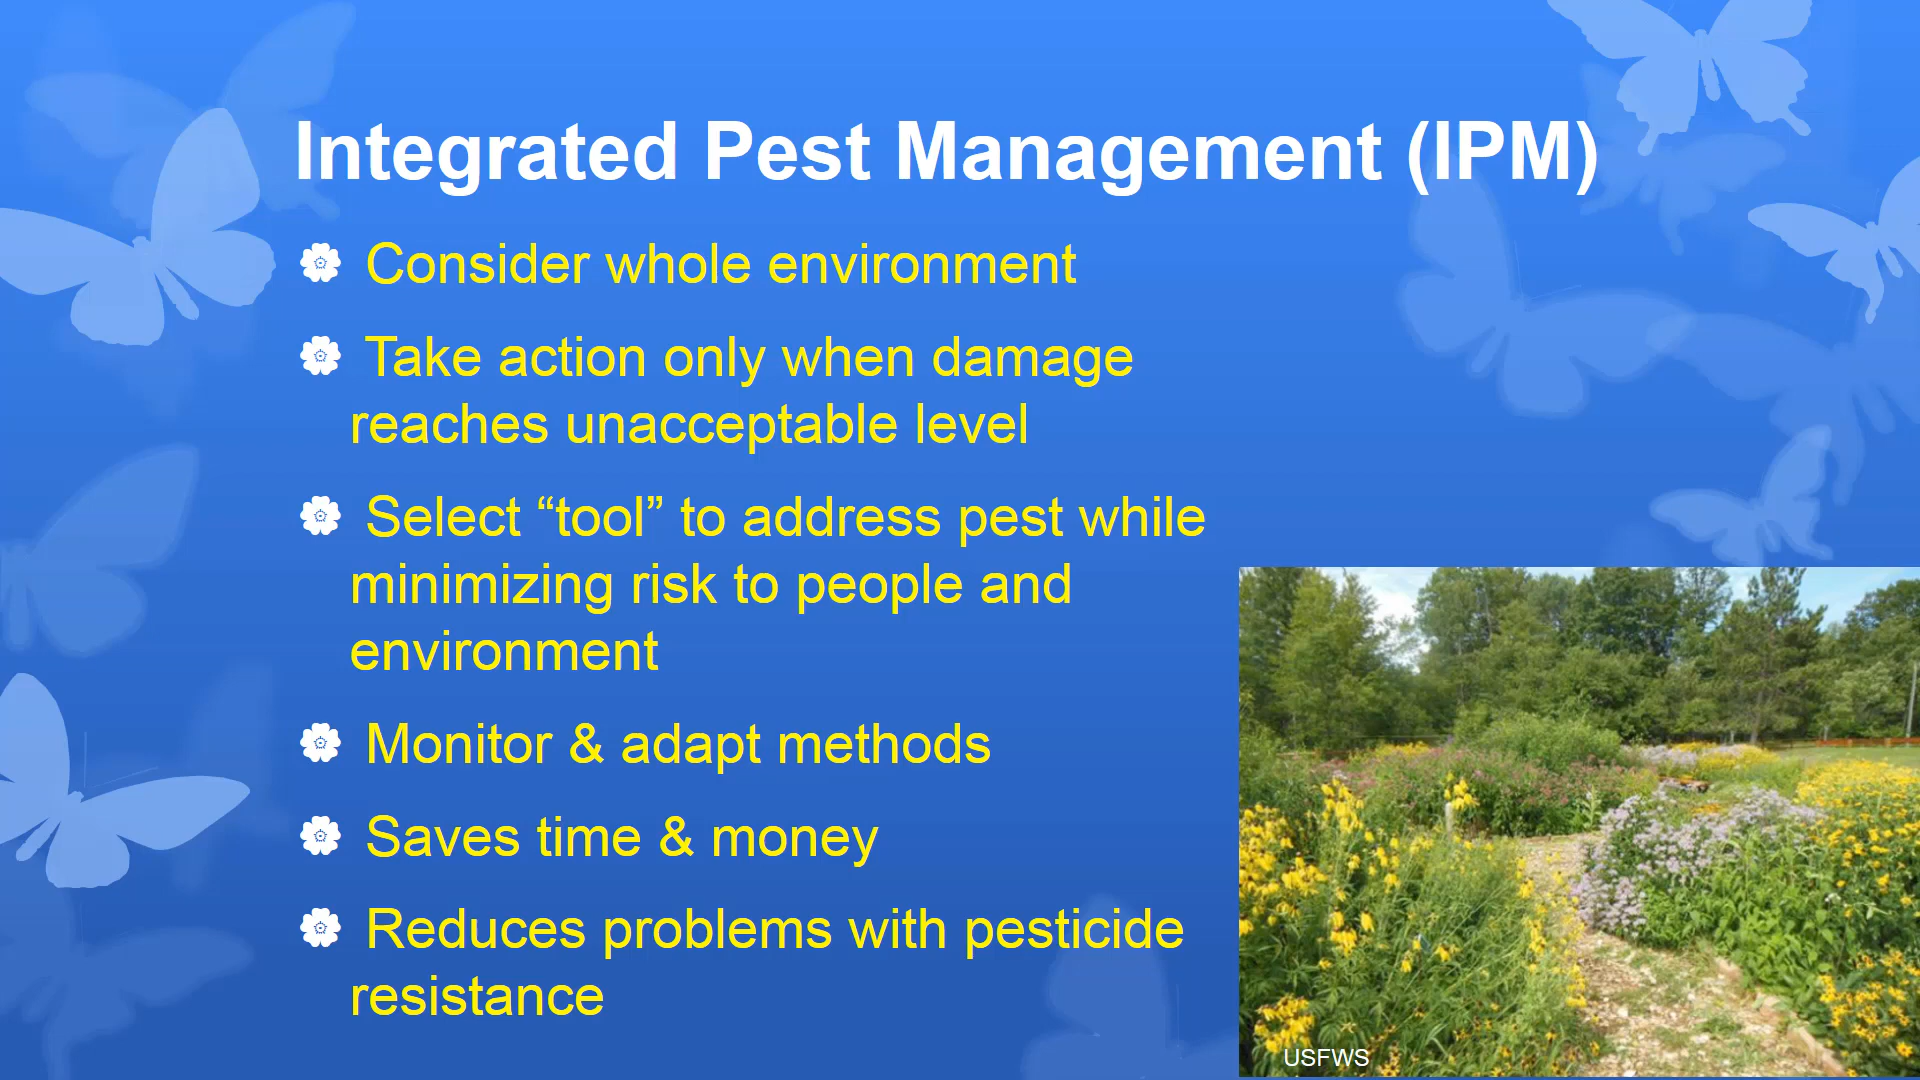 Integrated Pest Management (IPM)
Consider whole environment
Take action only when damage
reaches unacceptable level
Select “tool” to address pest while
minimizing risk to people and
environment
Monitor & adapt methods
Saves time & money
Reduces problems with pesticide
resistance
USFWS